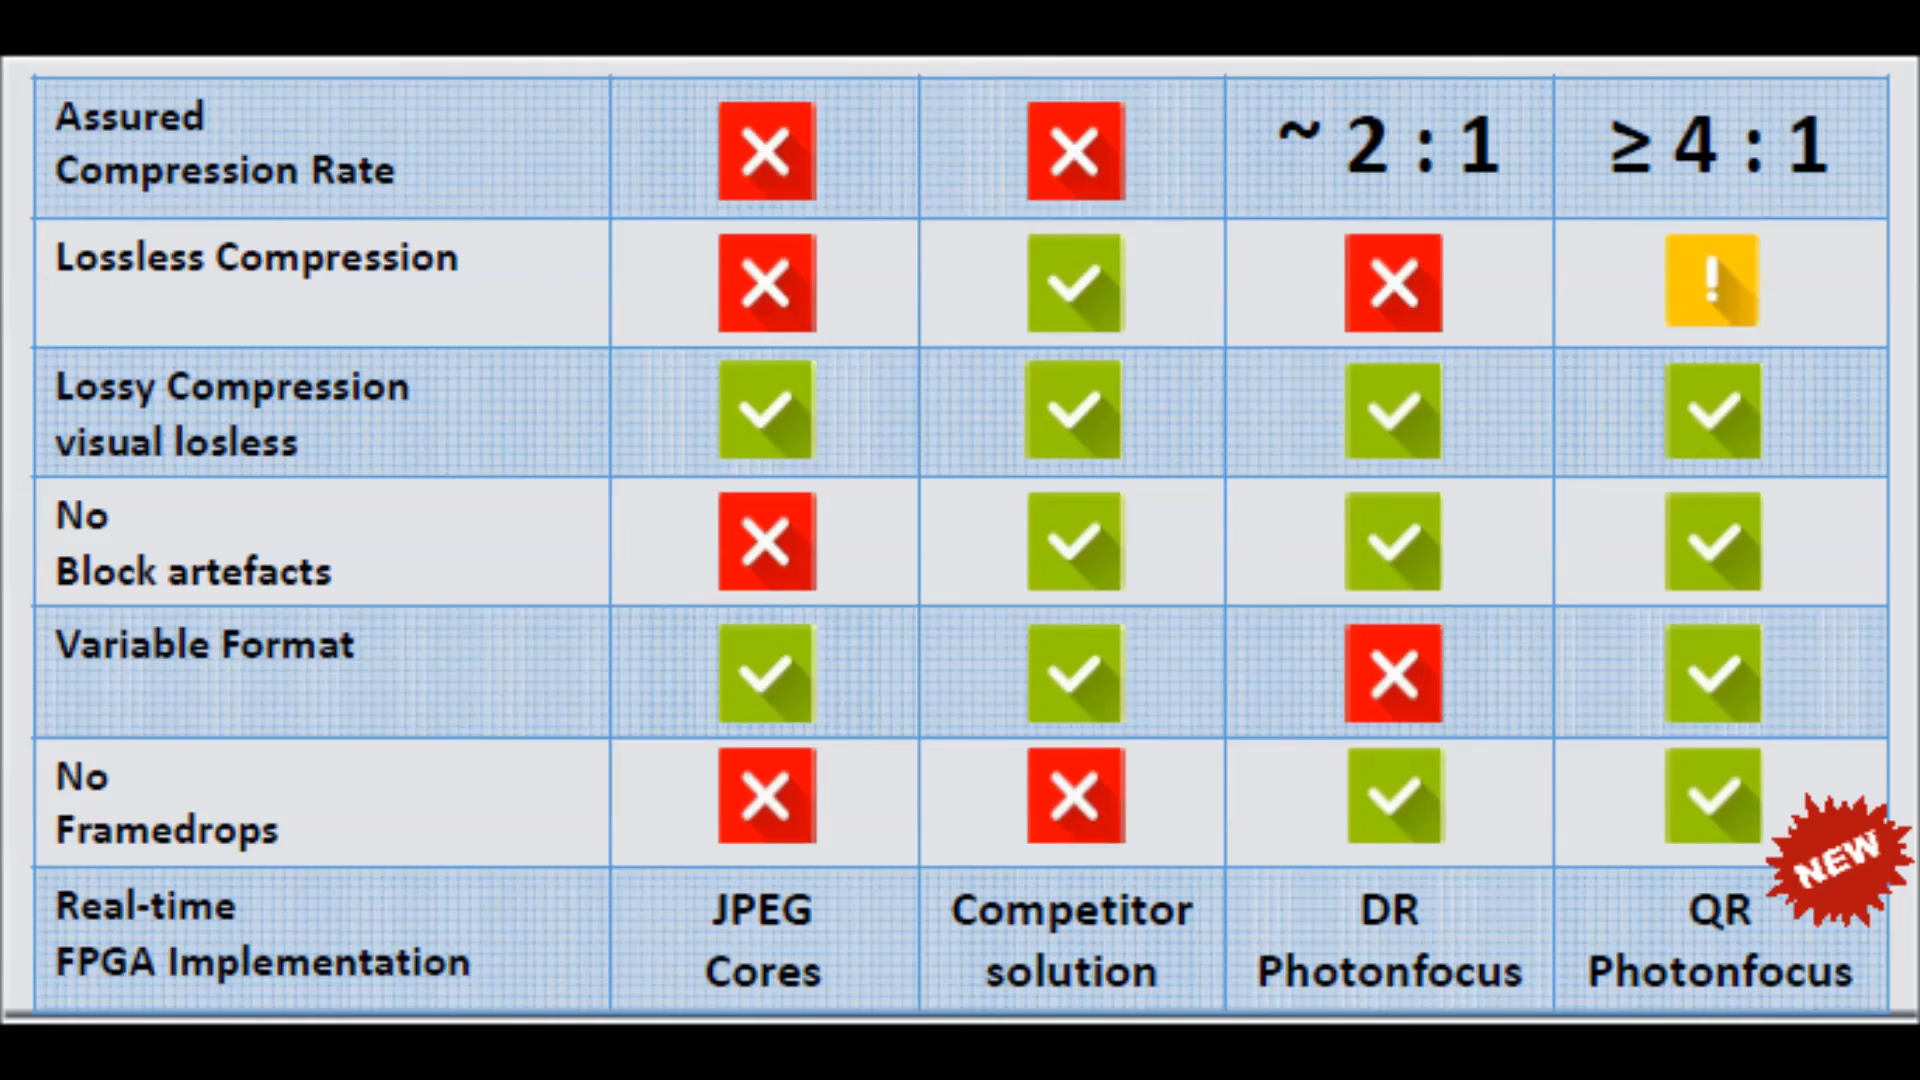 Assured
Compression Rate
~ 2 : 1
≥ 4 : 1
Lossless Compression
!
Lossy Compression
visual losless
No
Block artefacts
Variable Format
No
Framedrops
NEW
Real-time
FPGA Implementation
JPEG
Cores
Competitor
solution
DR
Photonfocus
QR
Photonfocus